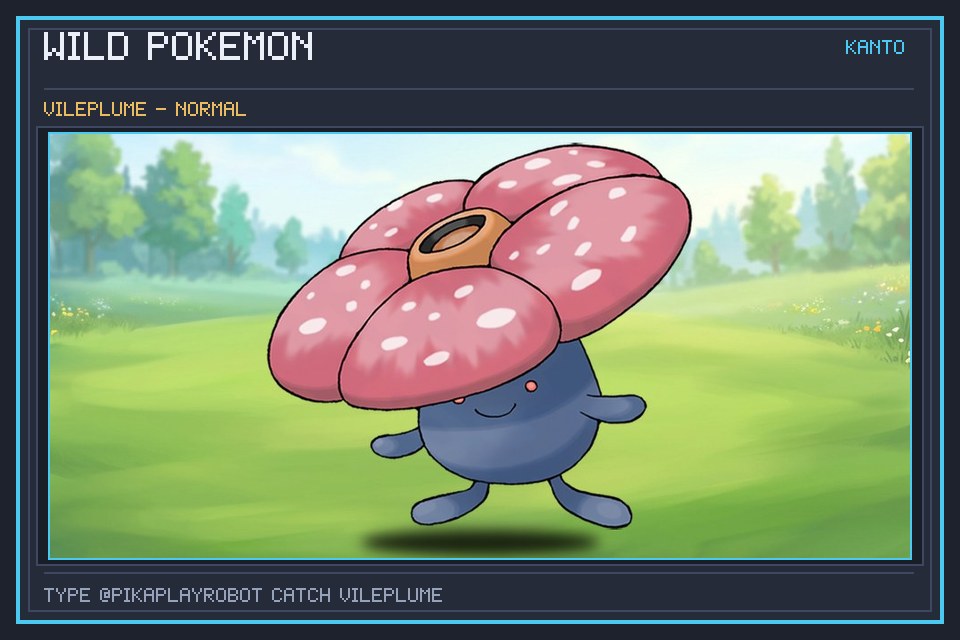 WILD POKEMON
KANTO
VILEPLUME - NORMAL
TYPE @PIKAPLAYROBOT CATCH VILEPLUME